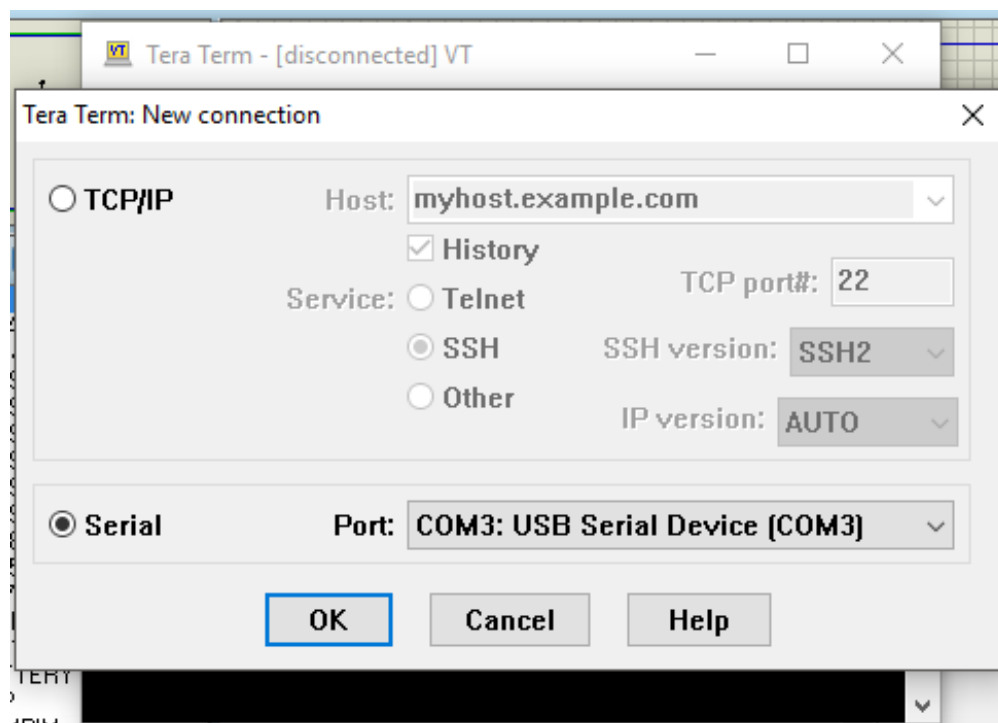 VT Tera Term - [disconnected] VT
Tera Term: New connection
TCP/IP Host: myhost.example.com
History
Service: Telnet TCP port#: 22
SSH SSH version: SSH2
Other IP version: AUTO
Serial Port: COM3: USB Serial Device (COM3)
OK Cancel Help
TERY